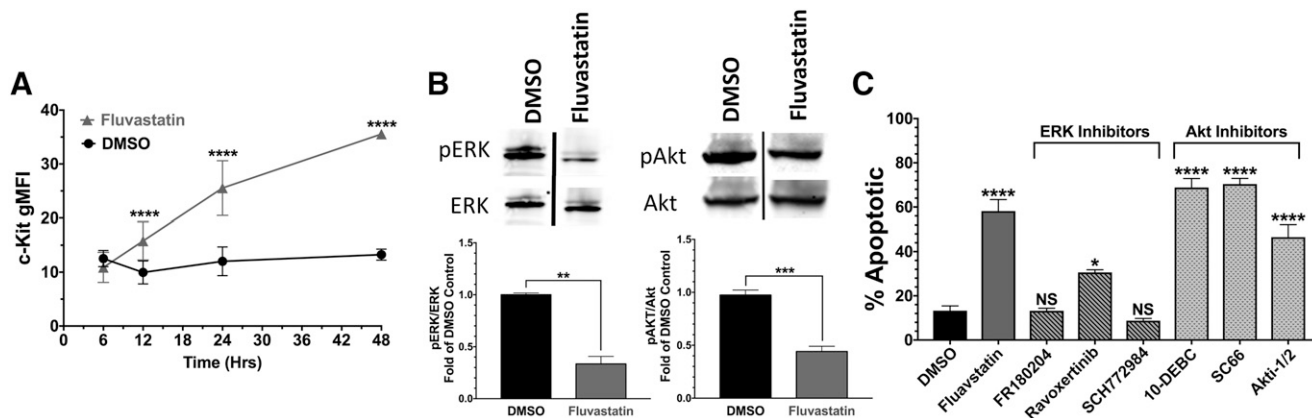 A
Fluvastatin
DMSO
c-Kit gMFI
40
30
20
10
0
****
****
****
0
6
12
18
24
30
36
42
48
Time (Hrs)
B
DMSO
Fluvastatin
pERK
ERK
DMSO
Fluvastatin
pAkt
Akt
pERK/ERK
Fold of DMSO Control
1.5
1.0
0.5
0.0
**
DMSO
Fluvastatin
pAKT/Akt
Fold of DMSO Control
1.5
1.0
0.5
0.0
***
DMSO
Fluvastatin
C
ERK Inhibitors
Akt Inhibitors
% Apoptotic
100
80
60
40
20
0
****
NS
*
NS
****
****
****
DMSO
Fluavstatin
FR180204
Ravoxertinib
SCH772984
10-DEBC
SC66
Akti-1/2